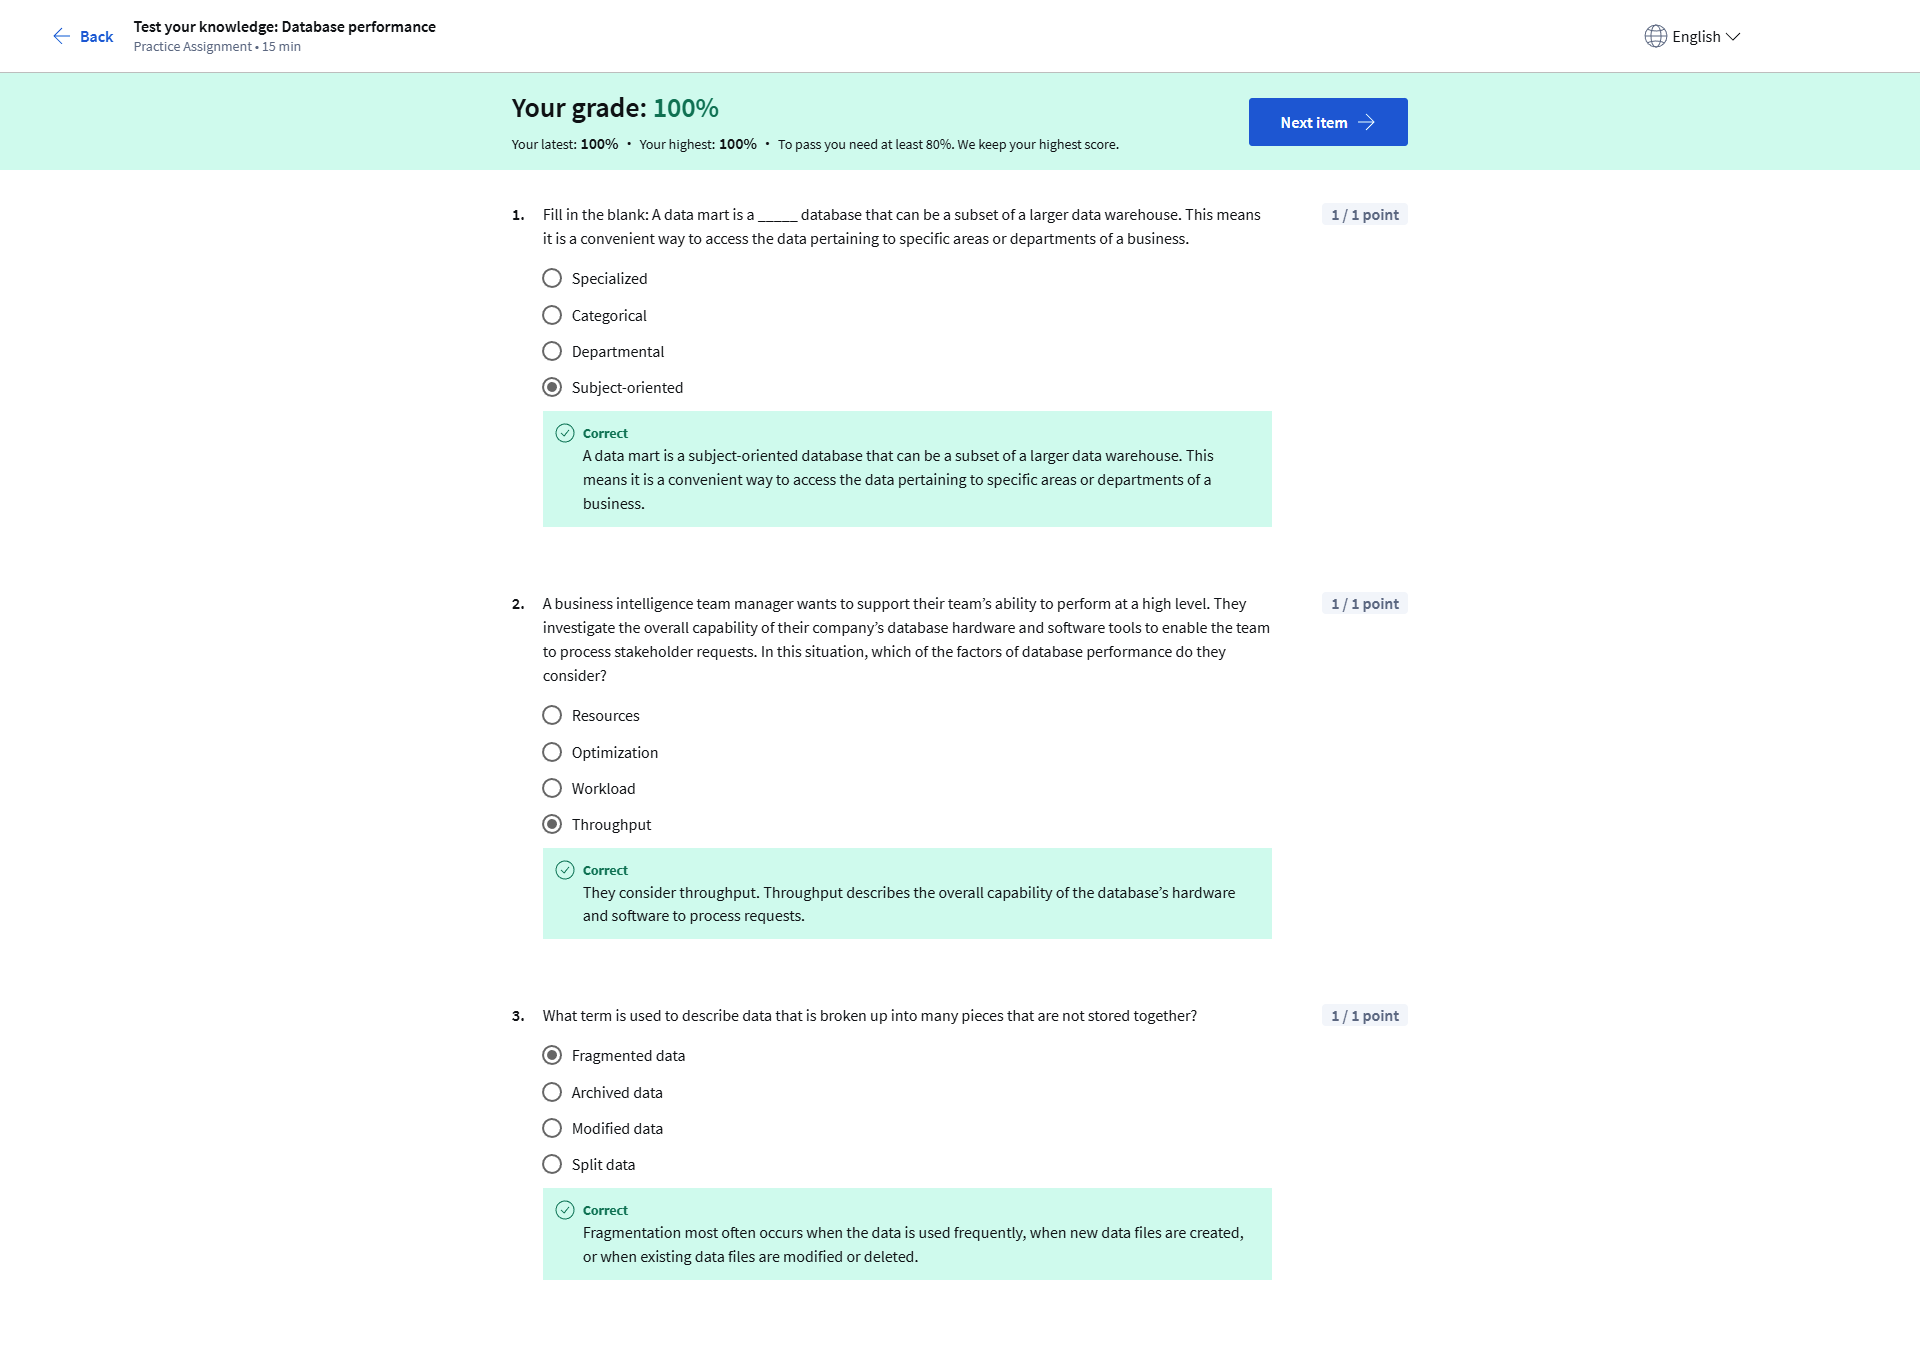 Back
Test your knowledge: Database performance
Practice Assignment • 15 min
English
Your grade: 100%
Your latest: 100% • Your highest: 100% • To pass you need at least 80%. We keep your highest score.
Next item
1. Fill in the blank: A data mart is a _____ database that can be a subset of a larger data warehouse. This means
it is a convenient way to access the data pertaining to specific areas or departments of a business.
1 / 1 point
Specialized
Categorical
Departmental
Subject-oriented
Correct
A data mart is a subject-oriented database that can be a subset of a larger data warehouse. This
means it is a convenient way to access the data pertaining to specific areas or departments of a
business.
2. A business intelligence team manager wants to support their team’s ability to perform at a high level. They
investigate the overall capability of their company’s database hardware and software tools to enable the team
to process stakeholder requests. In this situation, which of the factors of database performance do they
consider?
1 / 1 point
Resources
Optimization
Workload
Throughput
Correct
They consider throughput. Throughput describes the overall capability of the database’s hardware
and software to process requests.
3. What term is used to describe data that is broken up into many pieces that are not stored together?
1 / 1 point
Fragmented data
Archived data
Modified data
Split data
Correct
Fragmentation most often occurs when the data is used frequently, when new data files are created,
or when existing data files are modified or deleted.